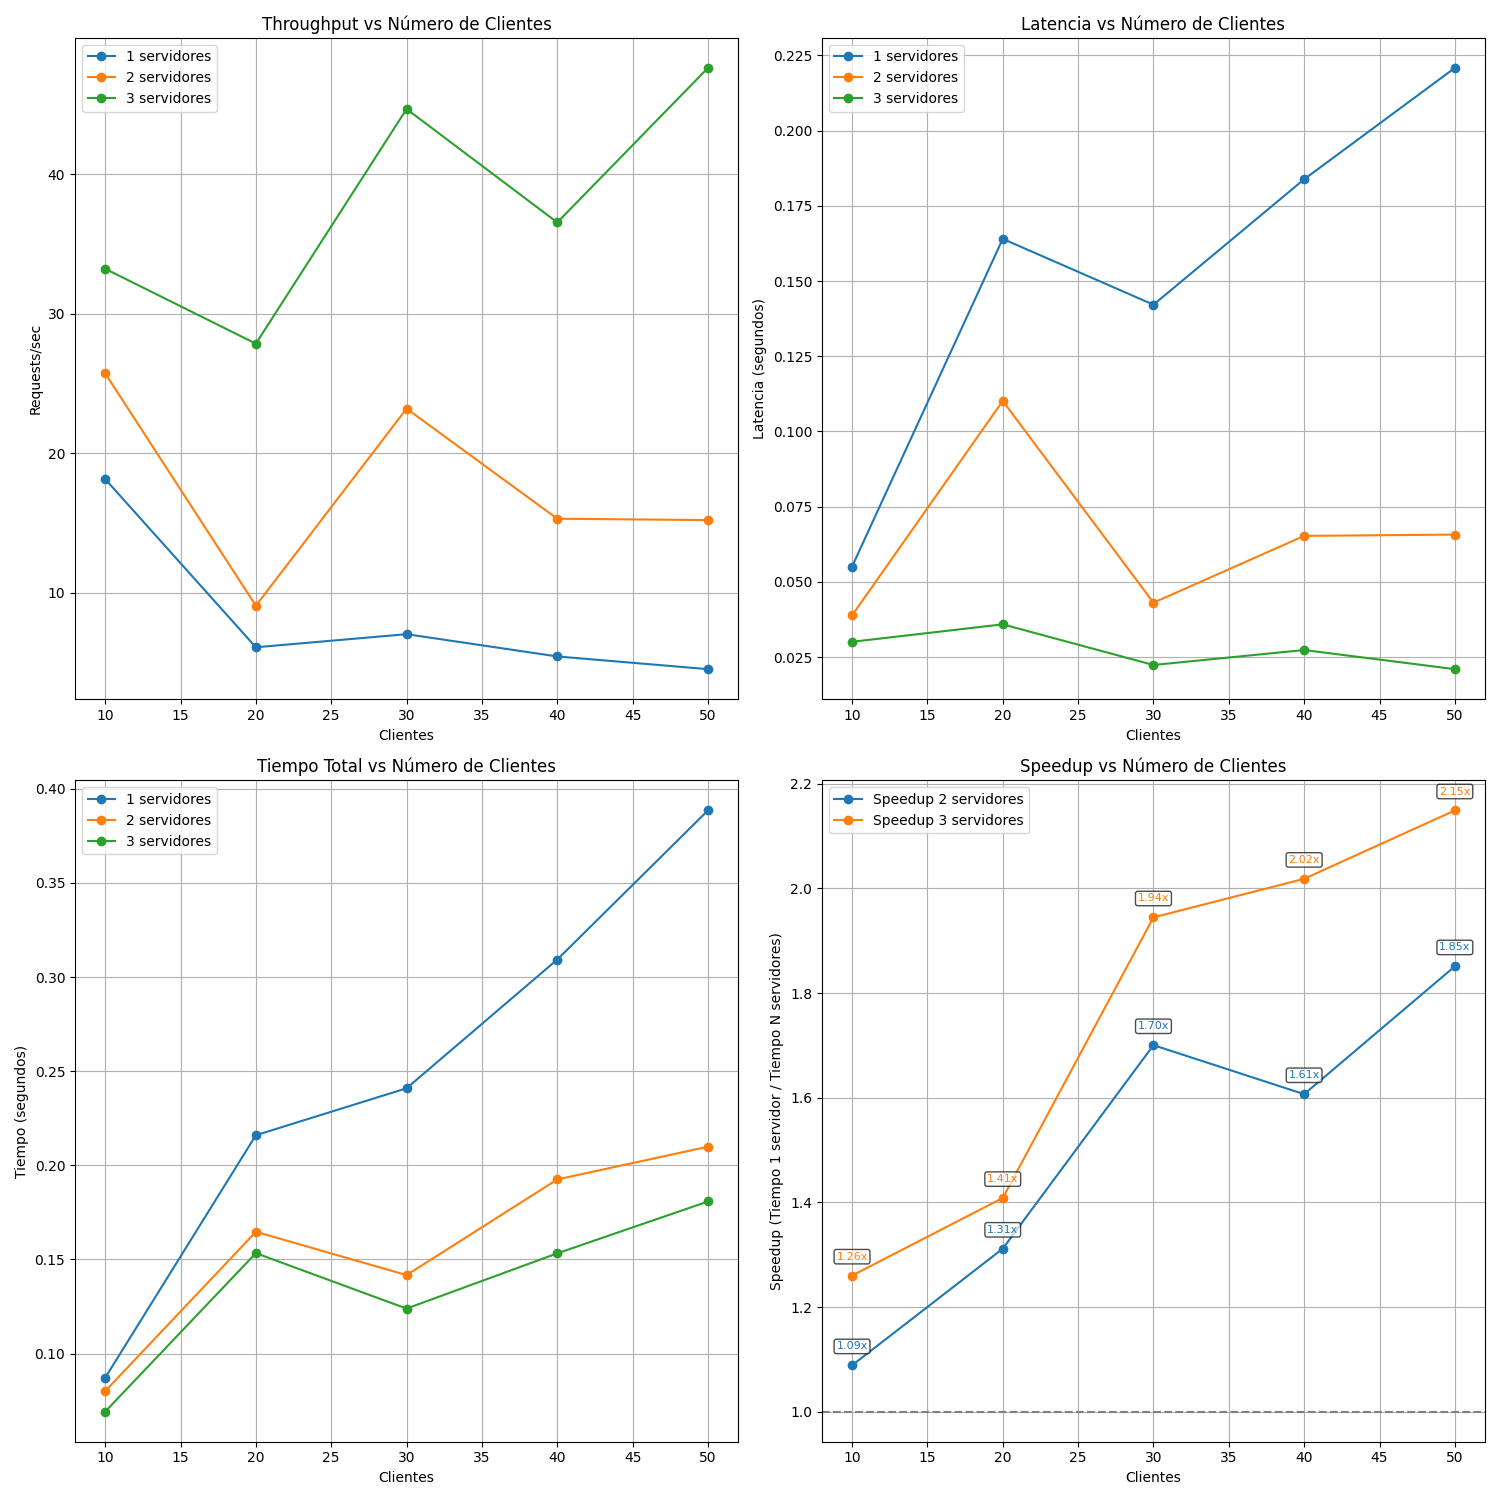 Throughput vs Número de Clientes
1 servidores
2 servidores
3 servidores
40
30
20
10
Requests/sec
10 15 20 25 30 35 40 45 50
Clientes
Latencia vs Número de Clientes
1 servidores
2 servidores
3 servidores
0.225
0.200
0.175
0.150
0.125
0.100
0.075
0.050
0.025
Latencia (segundos)
10 15 20 25 30 35 40 45 50
Clientes
Tiempo Total vs Número de Clientes
1 servidores
2 servidores
3 servidores
0.40
0.35
0.30
0.25
0.20
0.15
0.10
Tiempo (segundos)
10 15 20 25 30 35 40 45 50
Clientes
Speedup vs Número de Clientes
Speedup 2 servidores
Speedup 3 servidores
2.2
2.0
1.8
1.6
1.4
1.2
1.0
Speedup (Tiempo 1 servidor / Tiempo N servidores)
2.15x
2.02x
1.94x
1.85x
1.70x
1.61x
1.41x
1.31x
1.26x
1.09x
10 15 20 25 30 35 40 45 50
Clientes